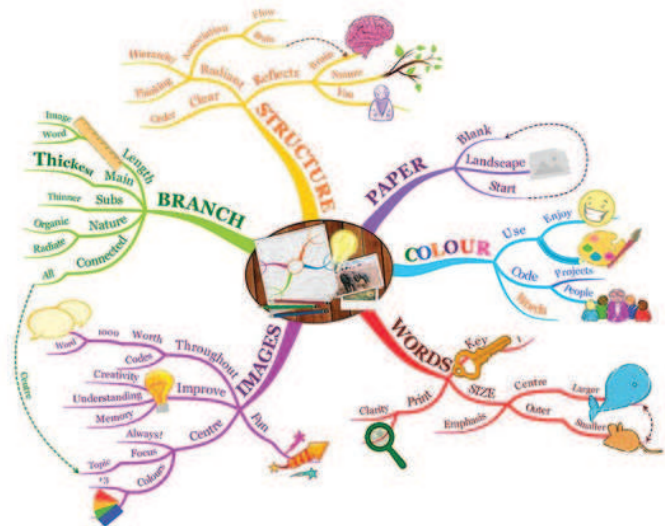 STRUCTURE
Radiant
Association
Flow
Hierarchy
Thinking
Clear
Order
Reflects
Brain
Nature
You
PAPER
Blank
Landscape
Start
COLOUR
Use
Enjoy
Code
Projects
People
Words
WORDS
Key
1
Print
Clarity
SIZE
Centre
Larger
Outer
Smaller
Emphasis
IMAGES
Throughout
Worth
1000
Word
Codes
Improve
Creativity
Understanding
Memory
Centre
Always!
Focus
Topic
Colours
Fun
BRANCH
Length
Image
Word
Main
Thickest
Subs
Thinner
Nature
Organic
Radiate
Connected
All
Centre